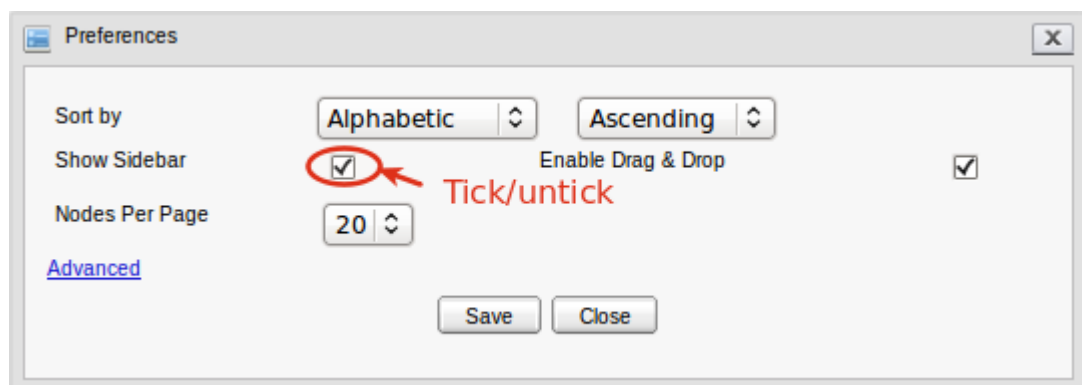 Preferences
X
Sort by Alphabetic Ascending
Show Sidebar Enable Drag & Drop
Tick/untick
Nodes Per Page 20
Advanced
Save Close